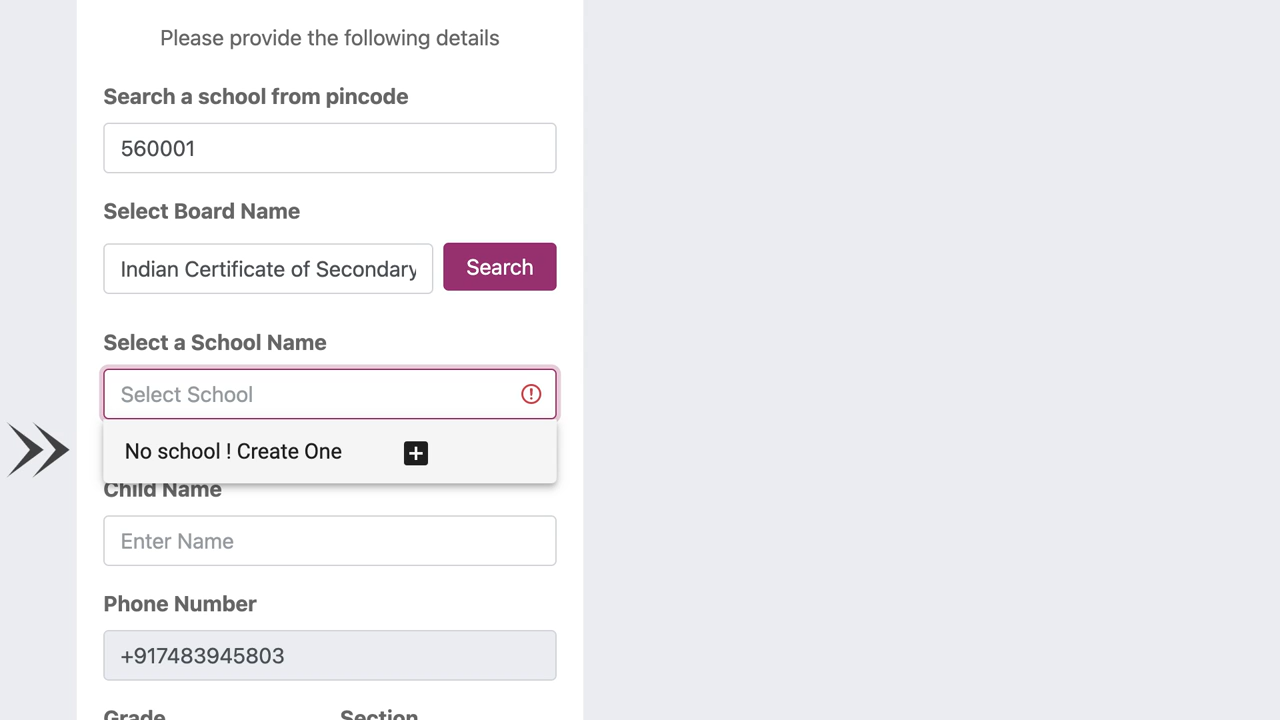 Please provide the following details
Search a school from pincode
560001
Select Board Name
Indian Certificate of Secondary
Search
Select a School Name
Select School
No school ! Create One
Child Name
Enter Name
Phone Number
+917483945803
Grade Section